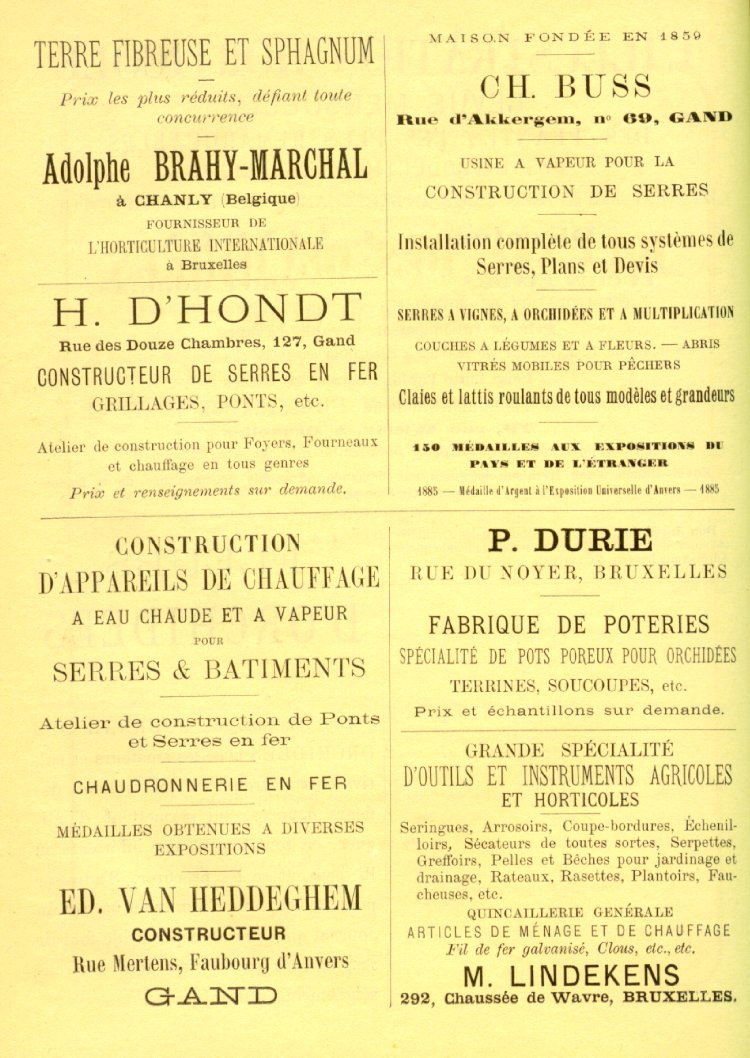 TERRE FIBREUSE ET SPHAGNUM
Prix les plus réduits, défiant toute
concurrence
Adolphe BRAHY-MARCHAL
à CHANLY (Belgique)
FOURNISSEUR DE
L'HORTICULTURE INTERNATIONALE
à Bruxelles
H. D'HONDT
Rue des Douze Chambres, 127, Gand
CONSTRUCTEUR DE SERRES EN FER
GRILLAGES, PONTS, etc.
Atelier de construction pour Foyers, Fourneaux
et chauffage en tous genres
Prix et renseignements sur demande.
MAISON FONDÉE EN 1859
CH. BUSS
Rue d'Akkergem, n° 69, GAND
USINE A VAPEUR POUR LA
CONSTRUCTION DE SERRES
Installation complète de tous systèmes de
Serres, Plans et Devis
SERRES A VIGNES, A ORCHIDÉES ET A MULTIPLICATION
COUCHES A LÉGUMES ET A FLEURS. — ABRIS
VITRÉS MOBILES POUR PÊCHERS
Claies et lattis roulants de tous modèles et grandeurs
150 MÉDAILLES AUX EXPOSITIONS DU
PAYS ET DE L'ÉTRANGER
1885 — Médaille d'Argent à l'Exposition Universelle d'Anvers — 1885
CONSTRUCTION
D'APPAREILS DE CHAUFFAGE
A EAU CHAUDE ET A VAPEUR
POUR
SERRES & BATIMENTS
Atelier de construction de Ponts
et Serres en fer
CHAUDRONNERIE EN FER
MÉDAILLES OBTENUES A DIVERSES
EXPOSITIONS
ED. VAN HEDDEGHEM
CONSTRUCTEUR
Rue Mertens, Faubourg d'Anvers
GAND
P. DURIE
RUE DU NOYER, BRUXELLES
FABRIQUE DE POTERIES
SPÉCIALITÉ DE POTS POREUX POUR ORCHIDÉES
TERRINES, SOUCOUPES, etc.
Prix et échantillons sur demande.
GRANDE SPÉCIALITÉ
D'OUTILS ET INSTRUMENTS AGRICOLES
ET HORTICOLES
Seringues, Arrosoirs, Coupe-bordures, Échenil-
loirs, Sécateurs de toutes sortes, Serpettes,
Greffoirs, Pelles et Bêches pour jardinage et
drainage, Rateaux, Rasettes, Plantoirs, Fau-
cheuses, etc.
QUINCAILLERIE GENÉRALE
ARTICLES DE MÉNAGE ET DE CHAUFFAGE
Fil de fer galvanisé, Clous, etc., etc.
M. LINDEKENS
292, Chaussée de Wavre, BRUXELLES.